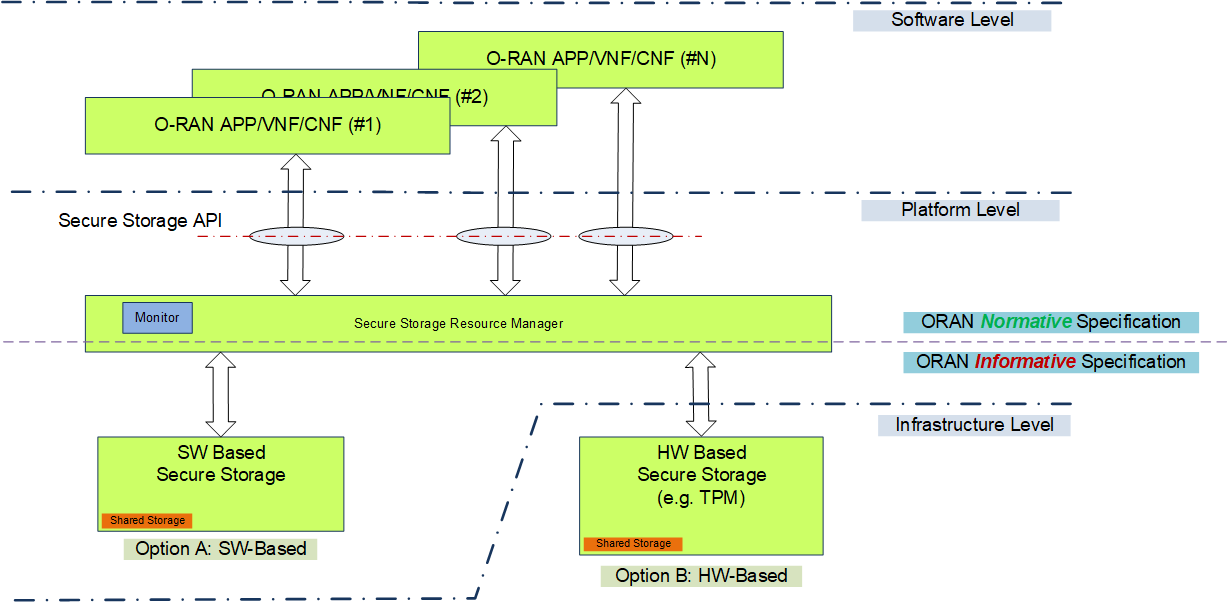 Software Level
O-RAN APP/VNF/CNF (#N)
O-RAN APP/VNF/CNF (#2)
O-RAN APP/VNF/CNF (#1)
Platform Level
Secure Storage API
Monitor
Secure Storage Resource Manager
ORAN Normative Specification
ORAN Informative Specification
Infrastructure Level
SW Based
Secure Storage
Shared Storage
Option A: SW-Based
HW Based
Secure Storage
(e.g. TPM)
Shared Storage
Option B: HW-Based